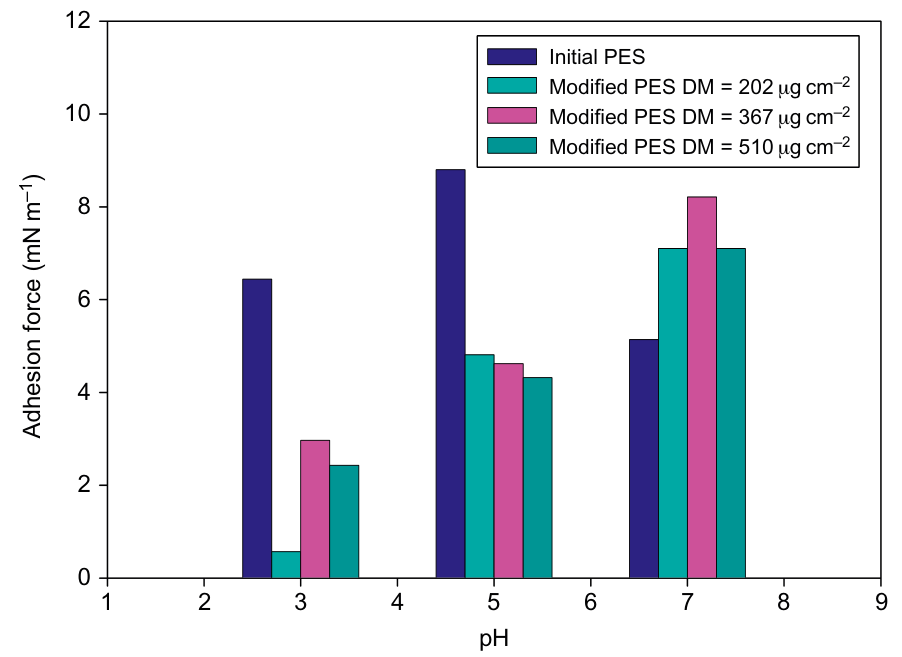 12
10
8
6
4
2
0
Adhesion force (mN m⁻¹)
Initial PES
Modified PES DM = 202 μg cm⁻²
Modified PES DM = 367 μg cm⁻²
Modified PES DM = 510 μg cm⁻²
1 2 3 4 5 6 7 8 9
pH